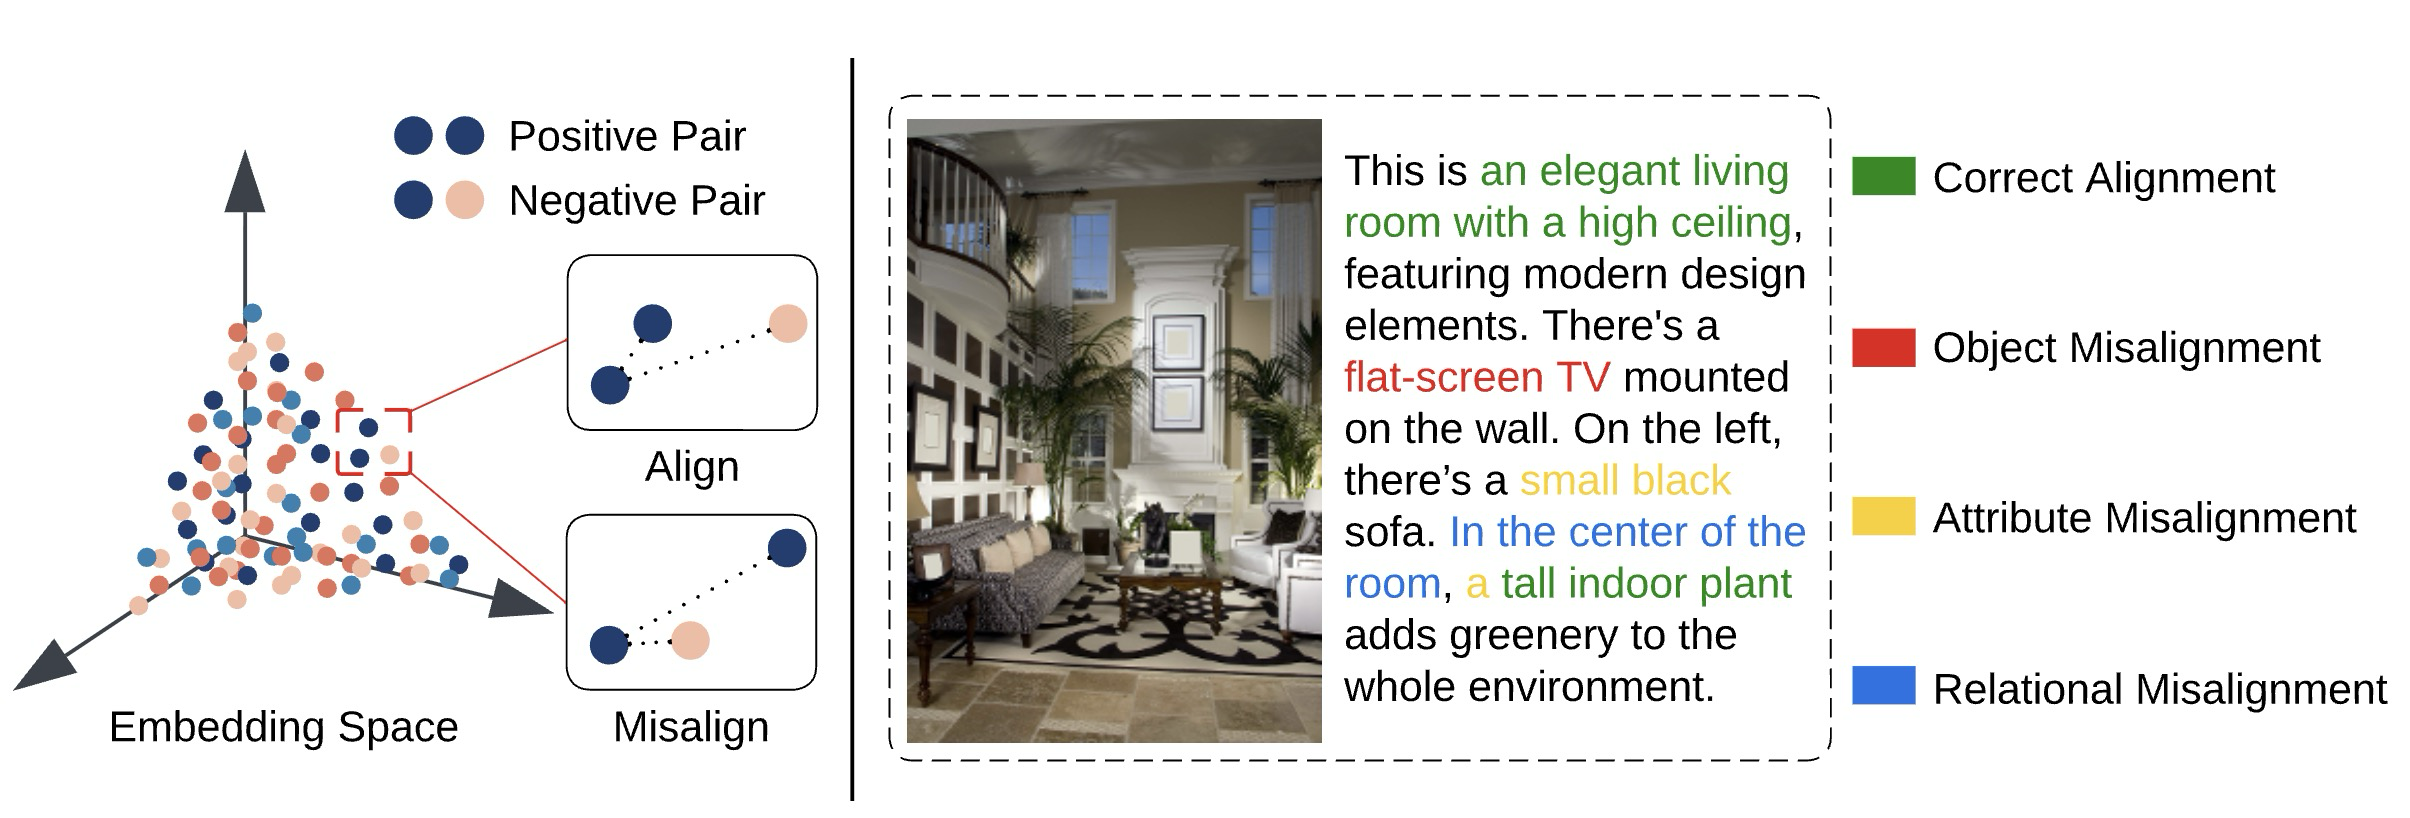 Positive Pair
Negative Pair
Align
Misalign
Embedding Space
This is an elegant living
room with a high ceiling,
featuring modern design
elements. There's a
flat-screen TV mounted
on the wall. On the left,
there’s a small black
sofa. In the center of the
room, a tall indoor plant
adds greenery to the
whole environment.
Correct Alignment
Object Misalignment
Attribute Misalignment
Relational Misalignment